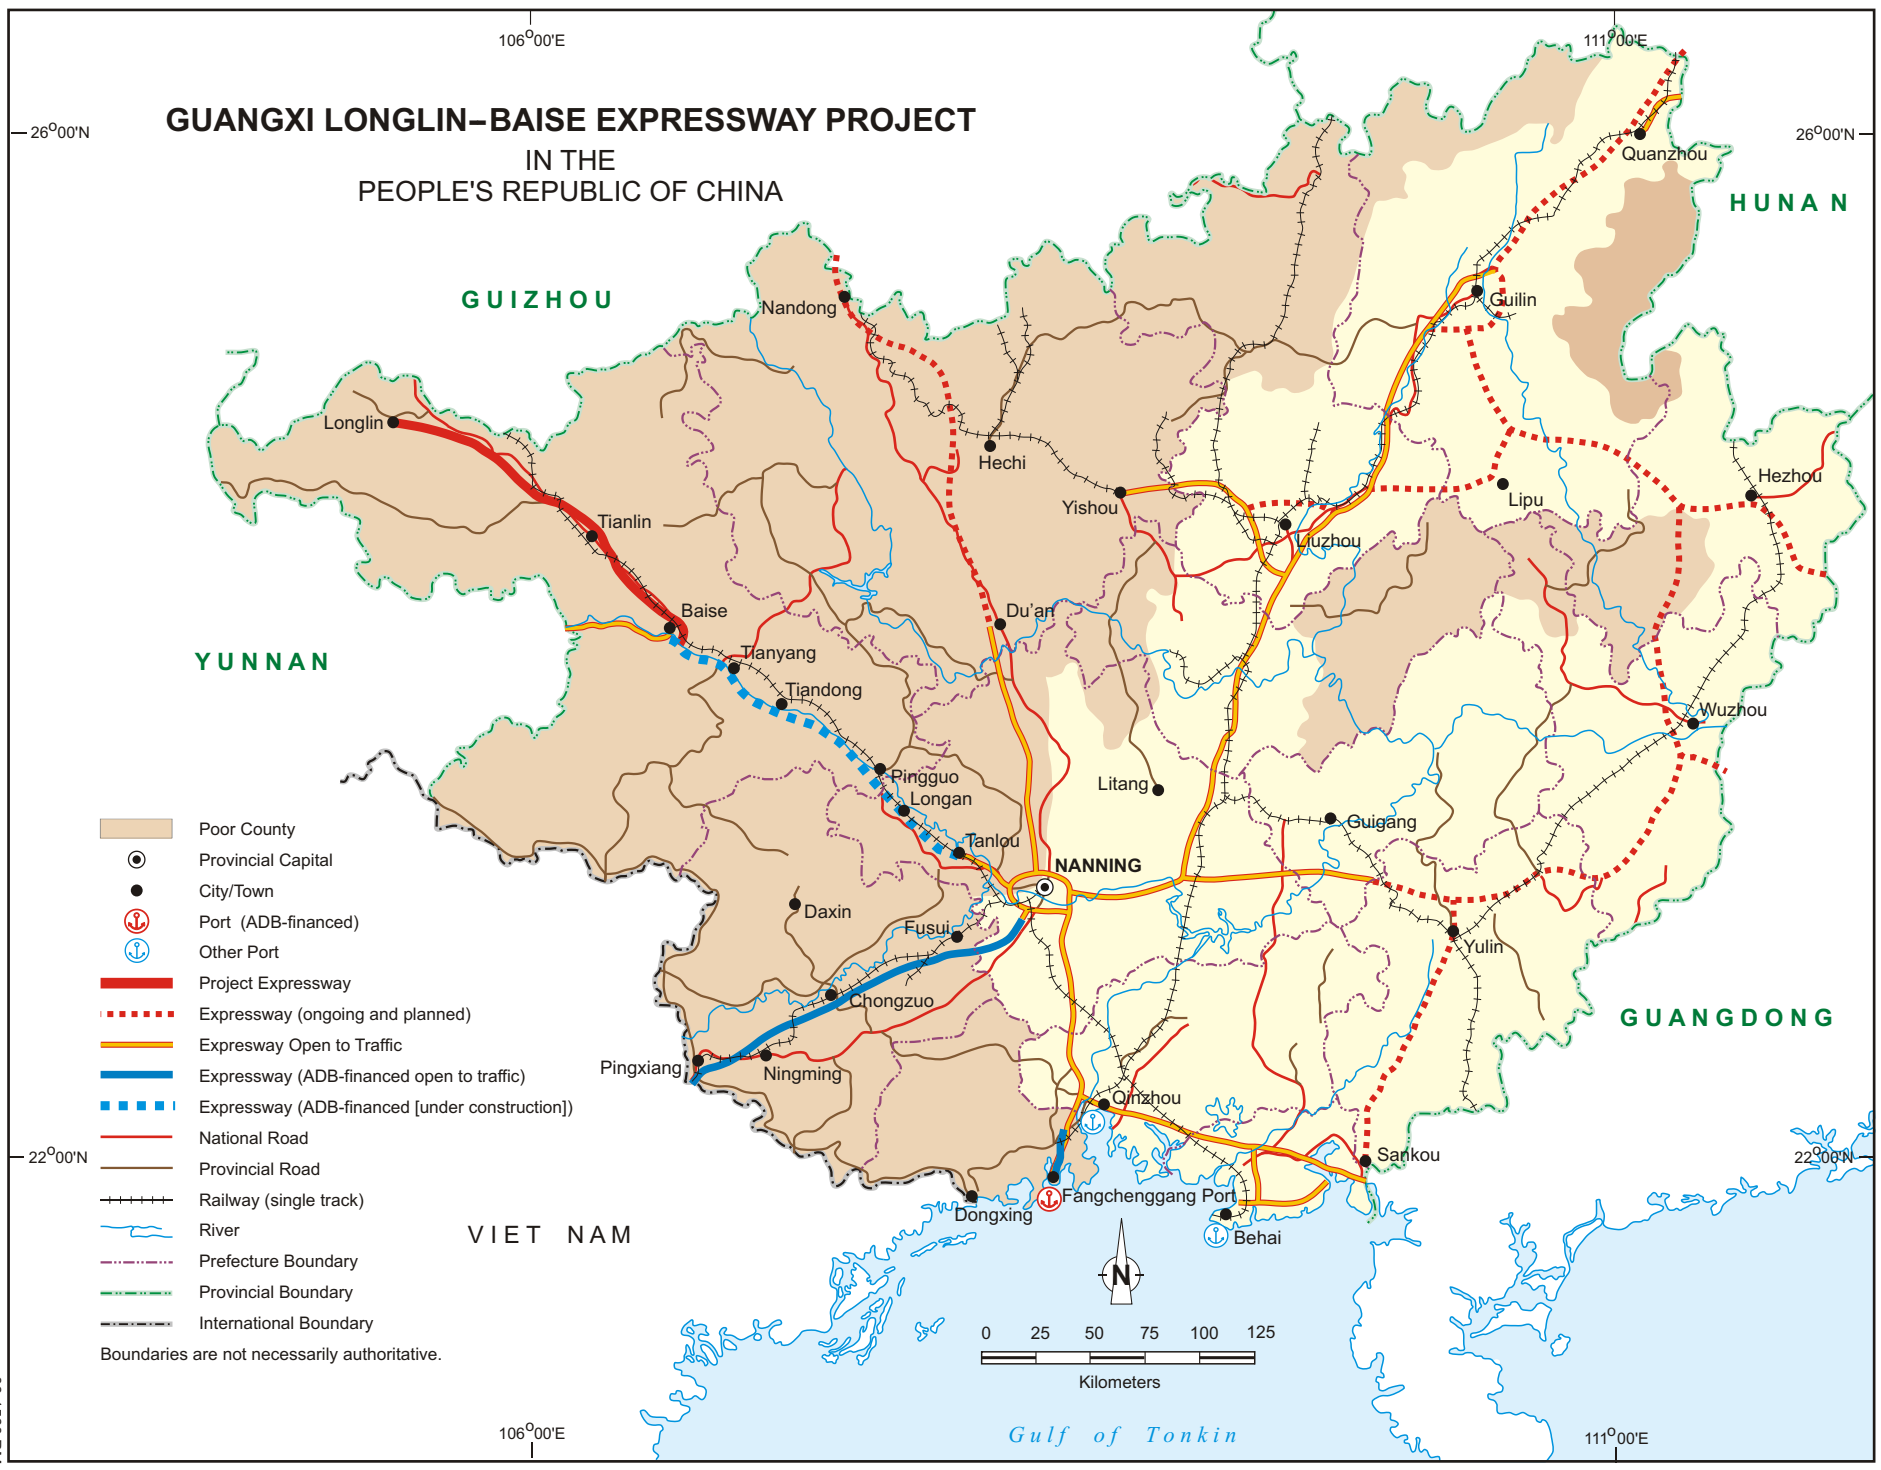 106°00'E
111°00'E
26°00'N
26°00'N
GUANGXI LONGLIN–BAISE EXPRESSWAY PROJECT
IN THE
PEOPLE'S REPUBLIC OF CHINA
Quanzhou
HUNAN
GUIZHOU
Nandong
Guilin
Longlin
Hechi
Hezhou
Yishou
Lipu
Tianlin
Liuzhou
Baise
Du'an
YUNNAN
Tianyang
Tiandong
Wuzhou
Pingguo
Litang
Longan
Guigang
Tanlou
NANNING
Daxin
Fusui
Yulin
Chongzuo
GUANGDONG
Pingxiang
Ningming
Qinzhou
Sankou
22°00'N
22°00'N
Fangchenggang Port
Dongxing
VIET NAM
Behai
Poor County
Provincial Capital
City/Town
Port (ADB-financed)
Other Port
Project Expressway
Expressway (ongoing and planned)
Expresway Open to Traffic
Expressway (ADB-financed open to traffic)
Expressway (ADB-financed [under construction])
National Road
Provincial Road
Railway (single track)
River
Prefecture Boundary
Provincial Boundary
International Boundary
Boundaries are not necessarily authoritative.
N
0 25 50 75 100 125
Kilometers
Gulf of Tonkin
106°00'E
111°00'E